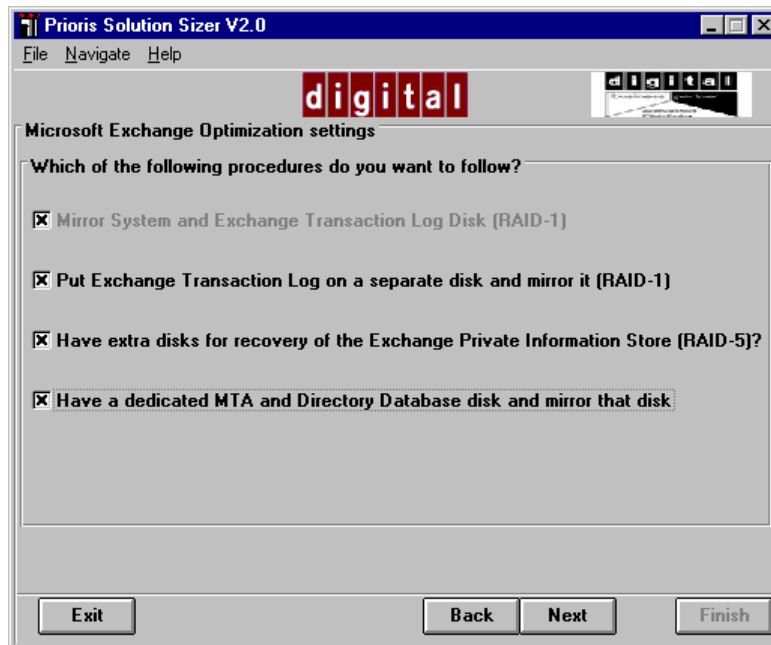 Prioris Solution Sizer V2.0
File Navigate Help
digital
digital
Microsoft Exchange Optimization settings
Which of the following procedures do you want to follow?
Mirror System and Exchange Transaction Log Disk (RAID-1)
Put Exchange Transaction Log on a separate disk and mirror it (RAID-1)
Have extra disks for recovery of the Exchange Private Information Store (RAID-5)?
Have a dedicated MTA and Directory Database disk and mirror that disk
Exit Back Next Finish